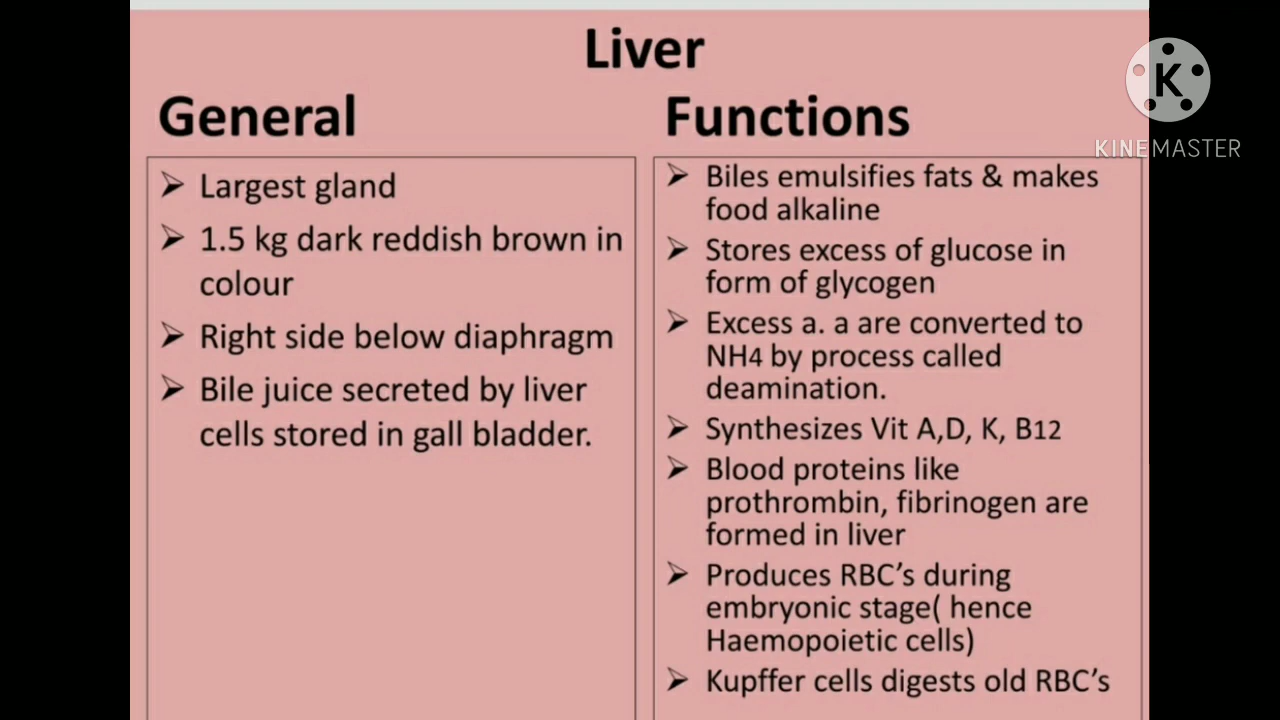 Liver
General
Largest gland
1.5 kg dark reddish brown in
colour
Right side below diaphragm
Bile juice secreted by liver
cells stored in gall bladder.
Functions
Biles emulsifies fats & makes
food alkaline
Stores excess of glucose in
form of glycogen
Excess a. a are converted to
NH4 by process called
deamination.
Synthesizes Vit A,D, K, B12
Blood proteins like
prothrombin, fibrinogen are
formed in liver
Produces RBC’s during
embryonic stage( hence
Haemopoietic cells)
Kupffer cells digests old RBC’s
K
KINEMASTER